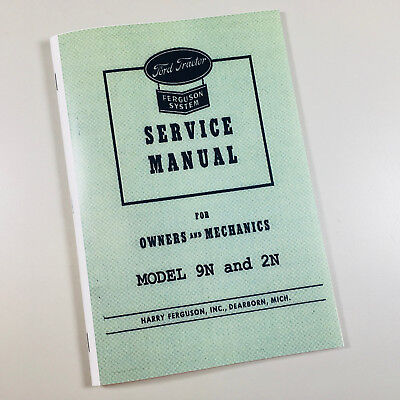 Ford Tractor
FERGUSON
SYSTEM
SERVICE
MANUAL
FOR
OWNERS AND MECHANICS
MODEL 9N and 2N
HARRY FERGUSON, INC., DEARBORN, MICH.